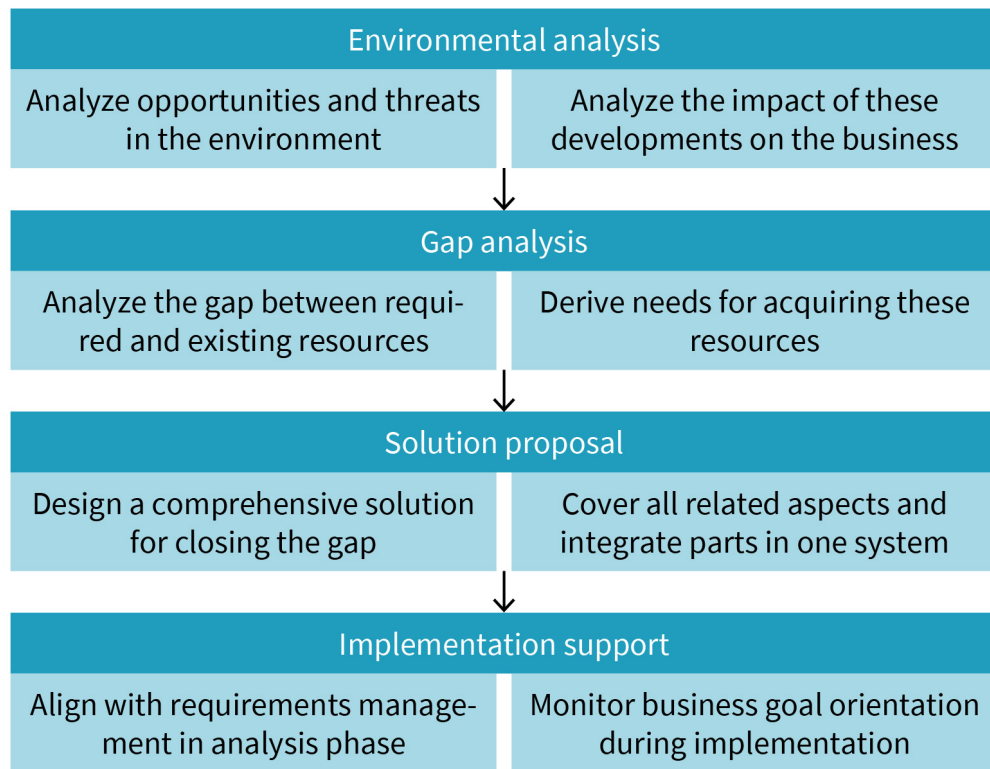 Environmental analysis
Analyze opportunities and threats
in the environment
Analyze the impact of these
developments on the business
Gap analysis
Analyze the gap between requi-
red and existing resources
Derive needs for acquiring these
resources
Solution proposal
Design a comprehensive solution
for closing the gap
Cover all related aspects and
integrate parts in one system
Implementation support
Align with requirements manage-
ment in analysis phase
Monitor business goal orientation
during implementation